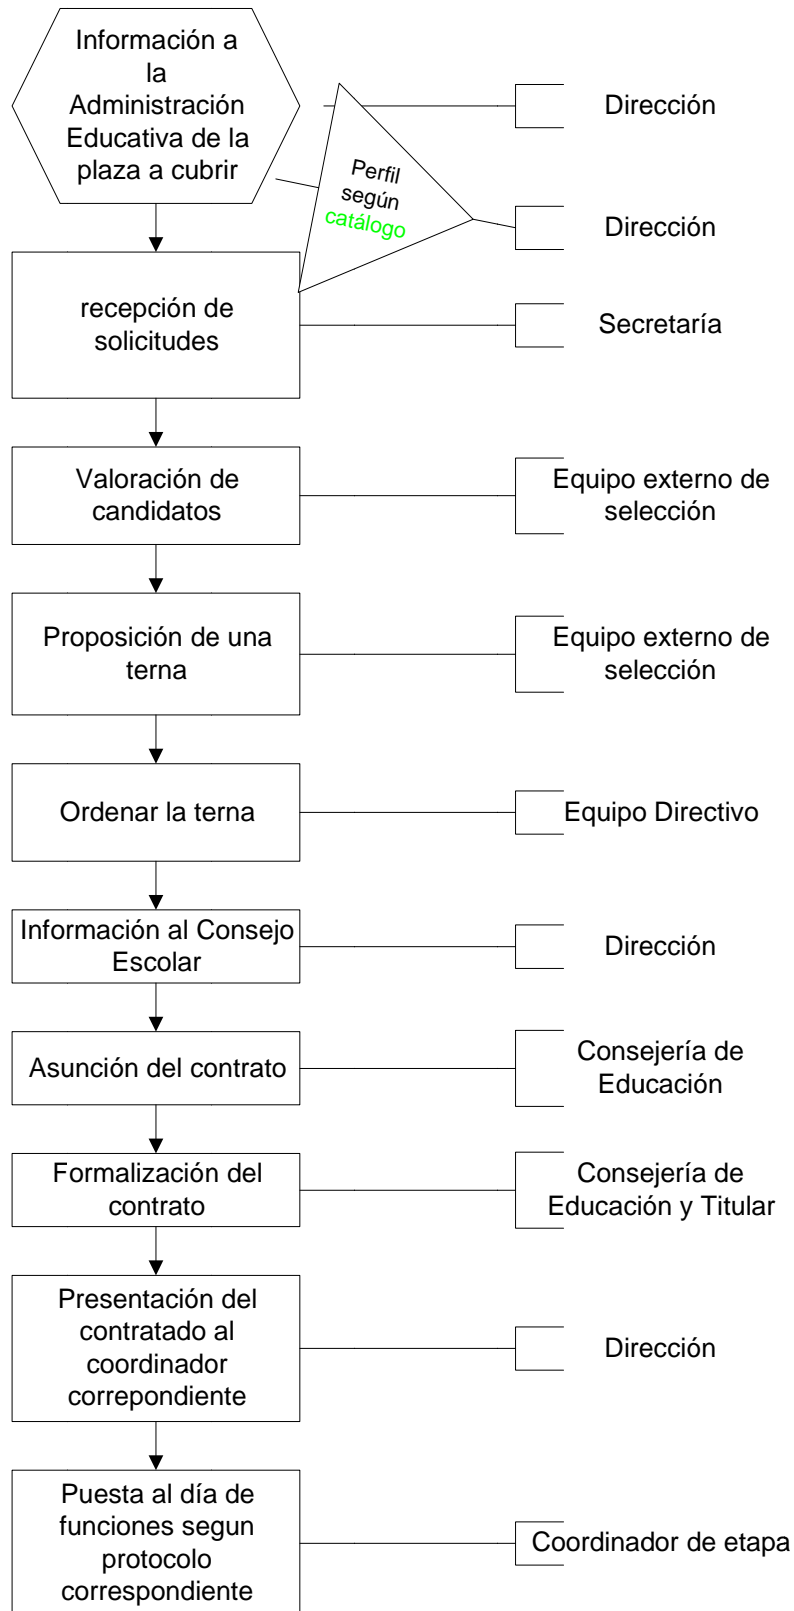 Información a
la
Administración
Educativa de la
plaza a cubrir
Dirección
Perfil
según
catálogo
Dirección
recepción de
solicitudes
Secretaría
Valoración de
candidatos
Equipo externo de
selección
Proposición de una
terna
Equipo externo de
selección
Ordenar la terna
Equipo Directivo
Información al Consejo
Escolar
Dirección
Asunción del contrato
Consejería de
Educación
Formalización del
contrato
Consejería de
Educación y Titular
Presentación del
contratado al
coordinador
correpondiente
Dirección
Puesta al día de
funciones segun
protocolo
correspondiente
Coordinador de etapa